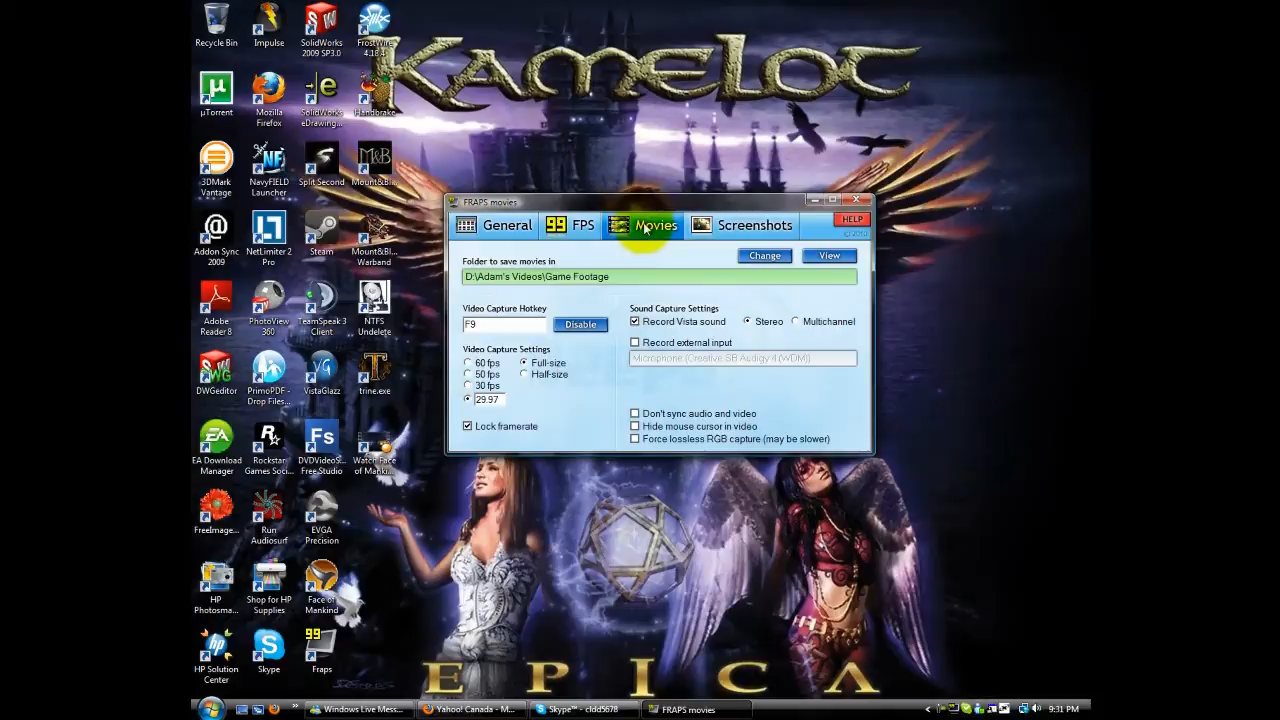 KAMELOT
Recycle Bin
Impulse
SolidWorks
2009 SP3.0
FrostWire
4.18.4
µTorrent
Mozilla
Firefox
SolidWorks
eDrawing...
Handbrake
3DMark
Vantage
NavyFIELD
Launcher
Split Second
Mount&Bl...
Addon Sync
2009
NetLimiter 2
Pro
Steam
Mount&Bl...
Warband
Adobe
Reader 8
PhotoView
360
TeamSpeak 3
Client
NTFS
Undelete
DWGeditor
PrimoPDF -
Drop Files...
VistaGlazz
trine.exe
EA Download
Manager
Rockstar
Games Soci...
DVDVideoS...
Free Studio
Watch Face
of Manki...
FreeImage...
Run
Audiosurf
EVGA
Precision
HP
Photosma...
Shop for HP
Supplies
Face of
Mankind
HP Solution
Center
Skype
Fraps
FRAPS movies
General
99 FPS
Movies
Screenshots
HELP
© 2010
Folder to save movies in
Change
View
D:\Adam's Videos\Game Footage
Video Capture Hotkey
F9
Disable
Video Capture Settings
60 fps
Full-size
50 fps
Half-size
30 fps
29.97
Lock framerate
Sound Capture Settings
Record Vista sound
Stereo
Multichannel
Record external input
Microphone (Creative SB Audigy 4 (WDM))
Don't sync audio and video
Hide mouse cursor in video
Force lossless RGB capture (may be slower)
EPICA
Windows Live Mess...
Yahoo! Canada - M...
Skype™ - cldd5678
FRAPS movies
9:31 PM